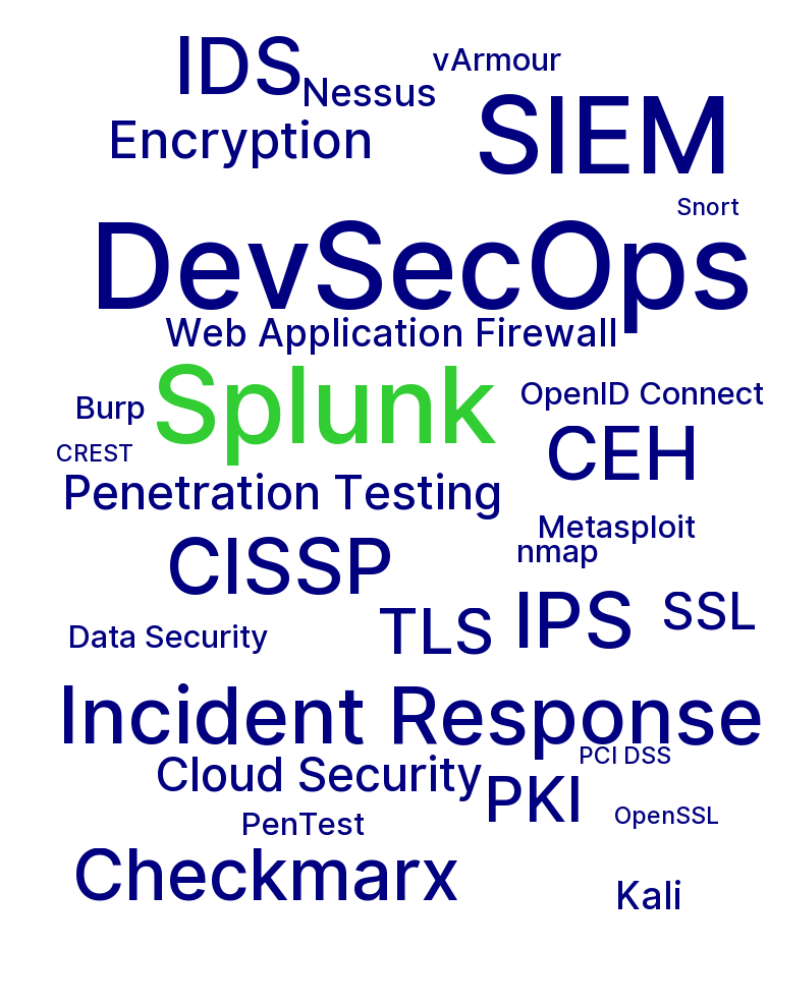 IDS
vArmour
Nessus
SIEM
Encryption
Snort
DevSecOps
Web Application Firewall
Splunk
OpenID Connect
Burp
CREST
CEH
Penetration Testing
Metasploit
nmap
CISSP
IPS
SSL
TLS
Data Security
Incident Response
PCI DSS
Cloud Security
PKI
OpenSSL
PenTest
Checkmarx
Kali